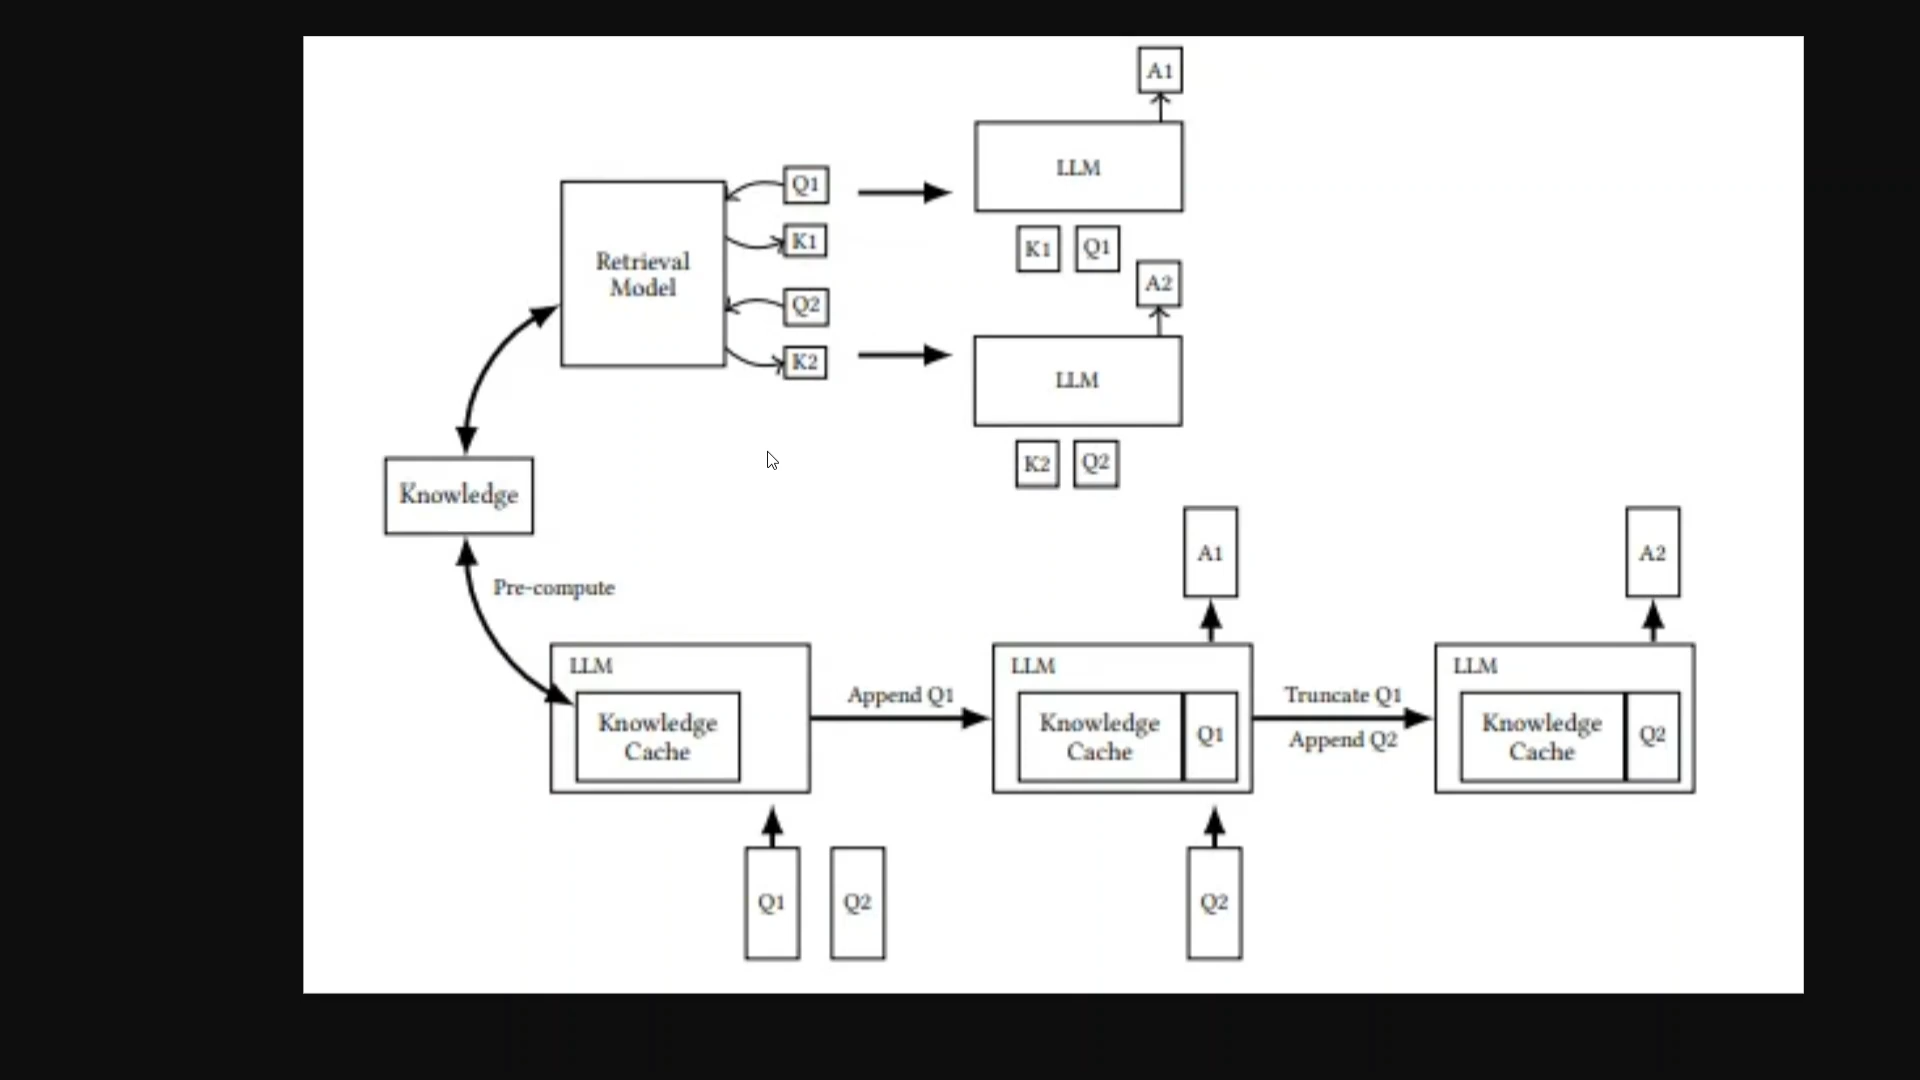 A1
LLM
Q1
K1
Retrieval
Model
K1 Q1
A2
Q2
K2
LLM
K2 Q2
Knowledge
Pre-compute
A1
A2
LLM
Knowledge
Cache
Append Q1
LLM
Knowledge
Cache
Q1
Truncate Q1
Append Q2
LLM
Knowledge
Cache
Q2
Q1
Q2
Q2